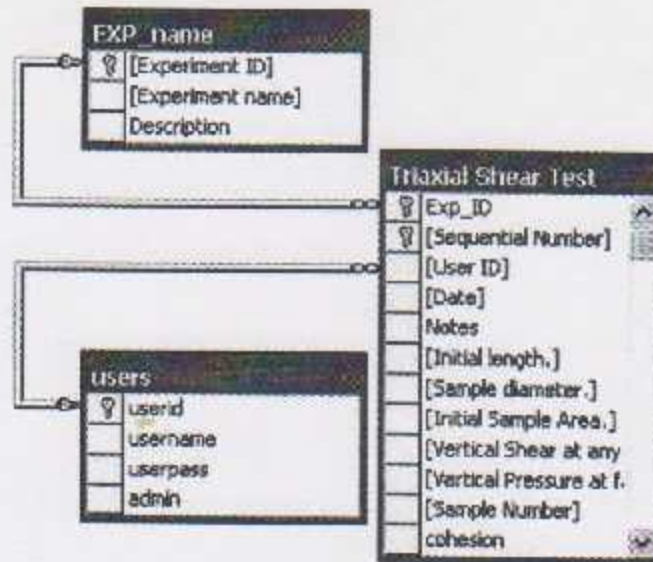 EXP_name
[Experiment ID]
[Experiment name]
Description
Triaxial Shear Test
Exp_ID
[Sequential Number]
[User ID]
[Date]
Notes
[Initial length.]
[Sample diameter.]
[Initial Sample Area.]
[Vertical Shear at any
[Vertical Pressure at f.
[Sample Number]
cohesion
users
userid
username
userpass
admin